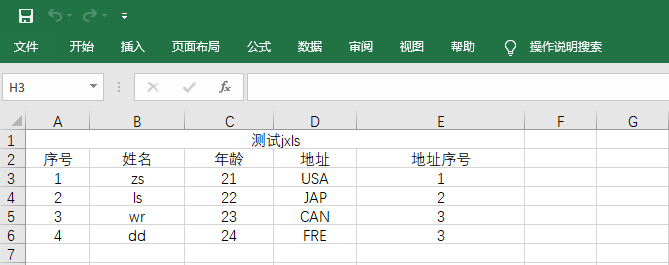 文件 开始 插入 页面布局 公式 数据 审阅 视图 帮助 操作说明搜索
H3 fx
A B C D E F G
1 测试jxls
2 序号 姓名 年龄 地址 地址序号
3 1 zs 21 USA 1
4 2 ls 22 JAP 2
5 3 wr 23 CAN 3
6 4 dd 24 FRE 3
7